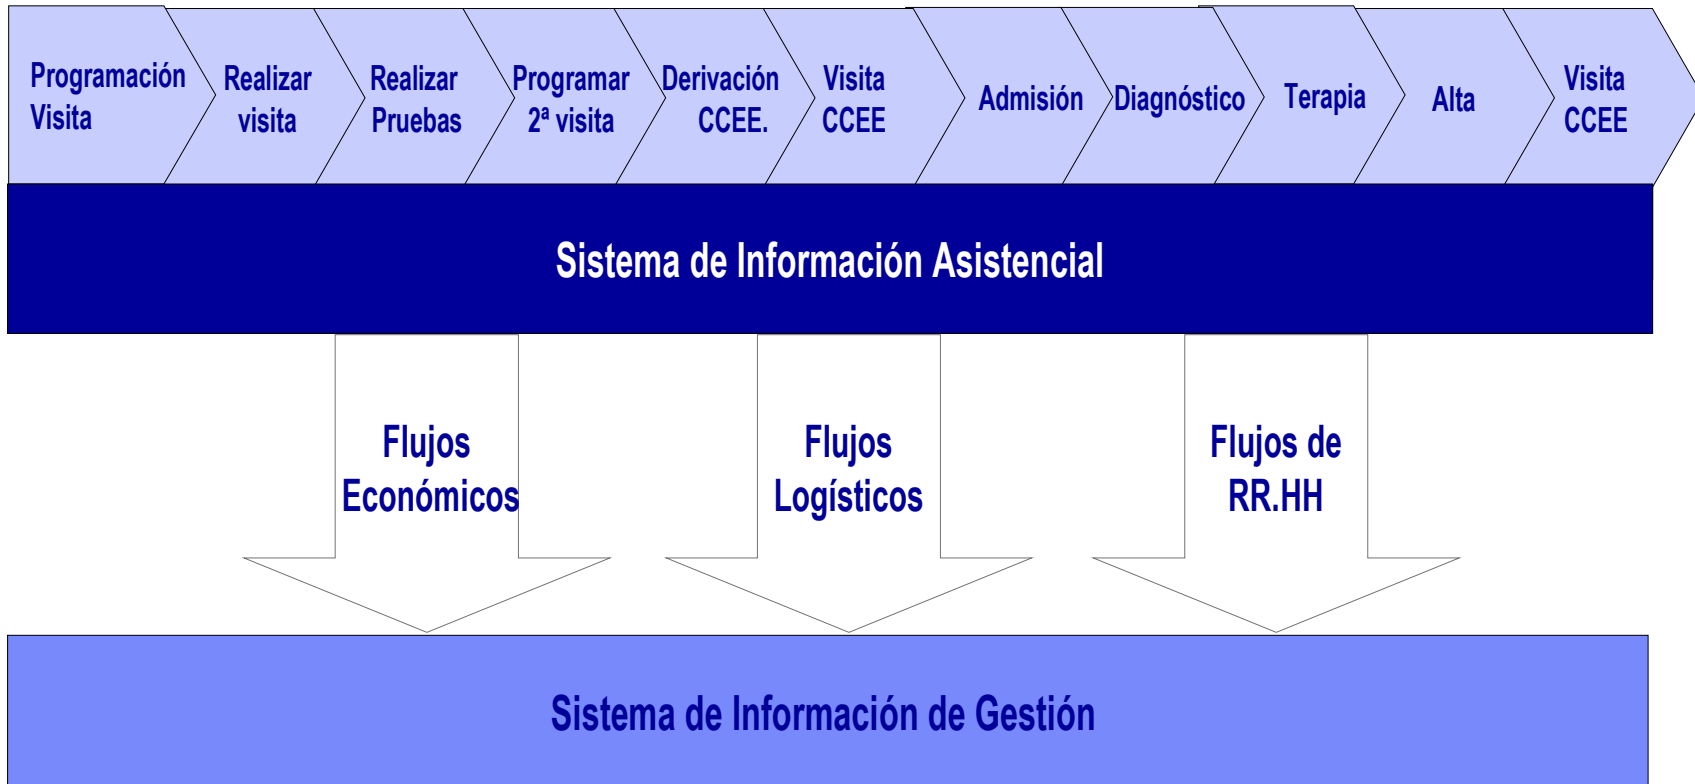 Programación
Visita
Realizar
visita
Realizar
Pruebas
Programar
2ª visita
Derivación
CCEE.
Visita
CCEE
Admisión
Diagnóstico
Terapia
Alta
Visita
CCEE
Sistema de Información Asistencial
Flujos
Económicos
Flujos
Logísticos
Flujos de
RR.HH
Sistema de Información de Gestión